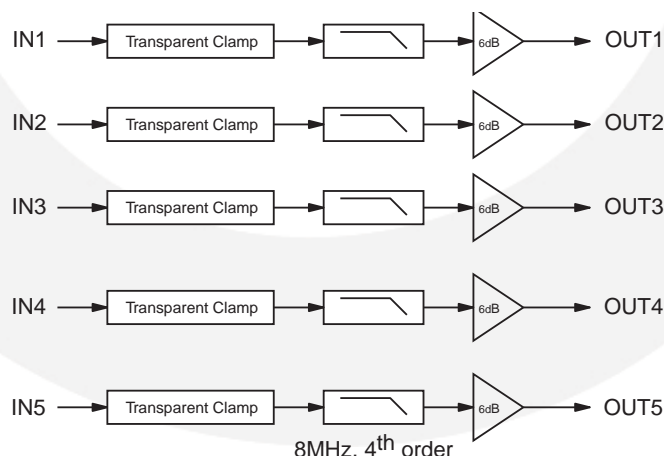 IN1 Transparent Clamp 6dB OUT1
IN2 Transparent Clamp 6dB OUT2
IN3 Transparent Clamp 6dB OUT3
IN4 Transparent Clamp 6dB OUT4
IN5 Transparent Clamp 6dB OUT5
8MHz, 4th order